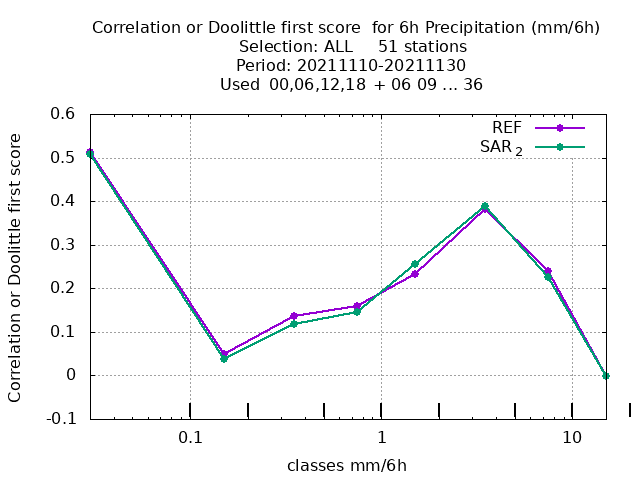 Correlation or Doolittle first score  for 6h Precipitation (mm/6h)
Selection: ALL     51 stations
Period: 20211110-20211130
Used  00,06,12,18  + 06 09 ... 36
REF
SAR 2
0.6
0.5
0.4
0.3
0.2
0.1
0
-0.1
Correlation or Doolittle first score
0.1
1
10
classes mm/6h